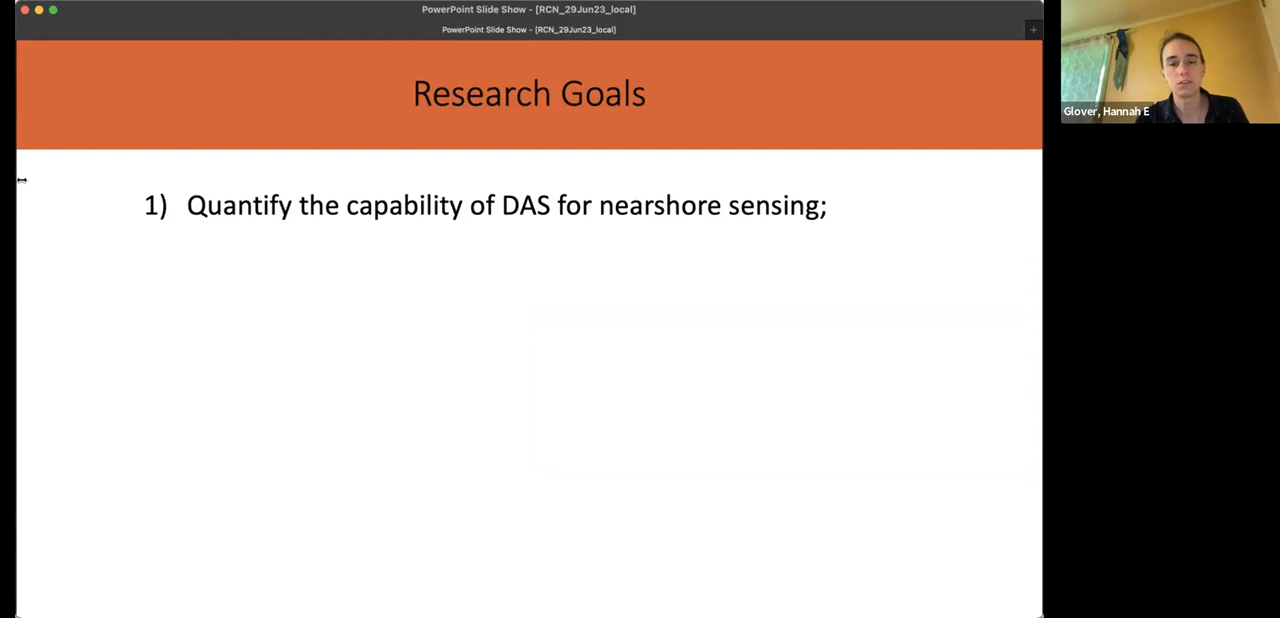 PowerPoint Slide Show - [RCN_29Jun23_local]
PowerPoint Slide Show - [RCN_29Jun23_local]
Research Goals
1) Quantify the capability of DAS for nearshore sensing;
Glover, Hannah E